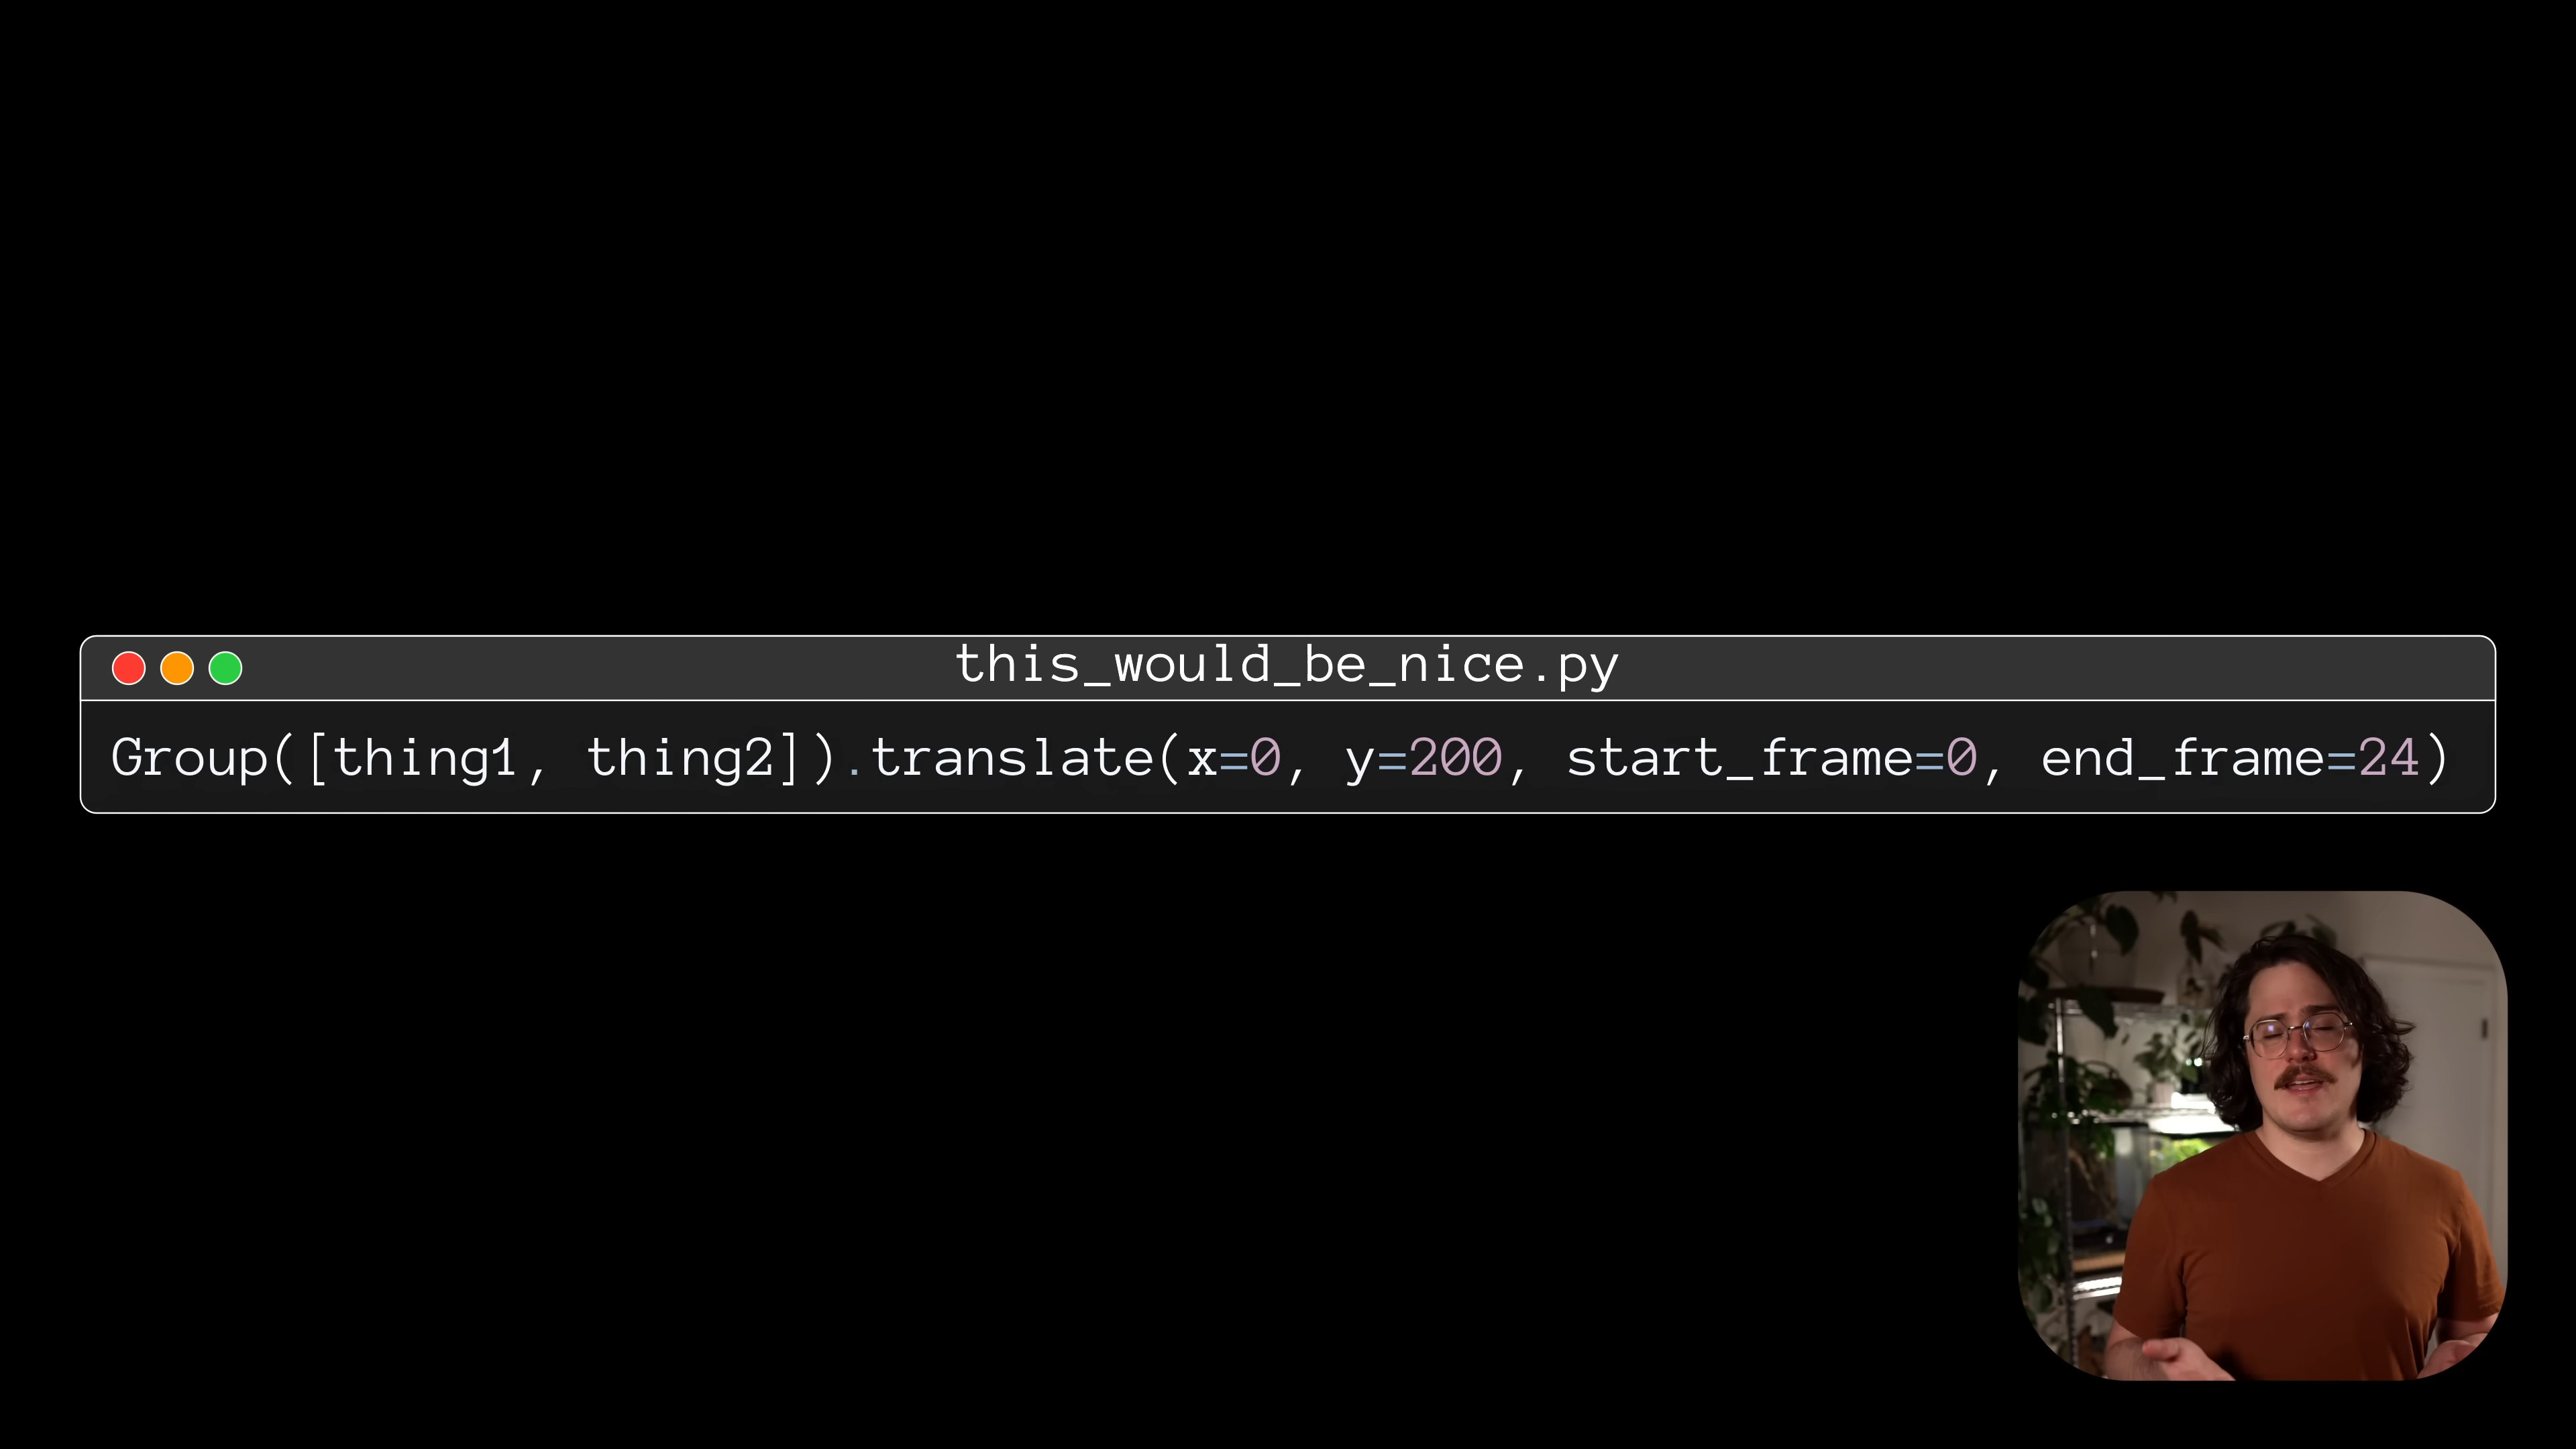 this_would_be_nice.py
Group([thing1, thing2]).translate(x=0, y=200, start_frame=0, end_frame=24)